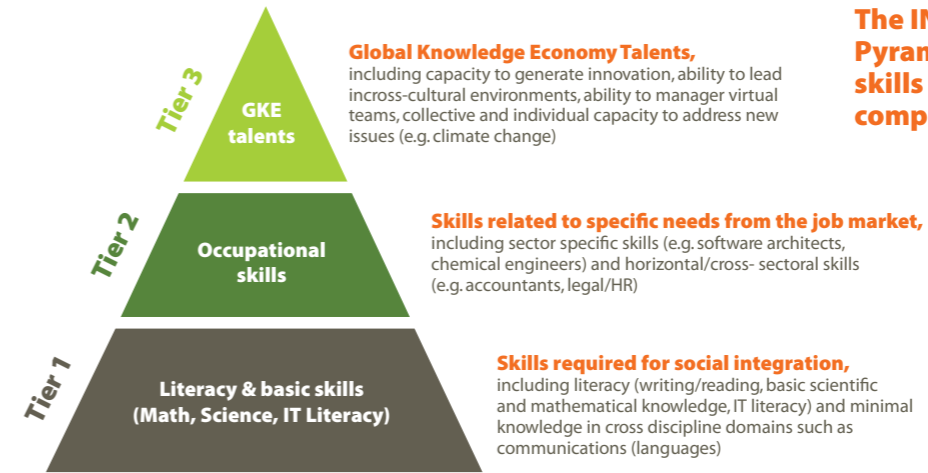 The IN
Pyram
skills
comp
Tier 3
GKE
talents
Global Knowledge Economy Talents,
including capacity to generate innovation, ability to lead
incross-cultural environments, ability to manager virtual
teams, collective and individual capacity to address new
issues (e.g. climate change)
Tier 2
Occupational
skills
Skills related to specific needs from the job market,
including sector specific skills (e.g. software architects,
chemical engineers) and horizontal/cross- sectoral skills
(e.g. accountants, legal/HR)
Tier 1
Literacy & basic skills
(Math, Science, IT Literacy)
Skills required for social integration,
including literacy (writing/reading, basic scientific
and mathematical knowledge, IT literacy) and minimal
knowledge in cross discipline domains such as
communications (languages)